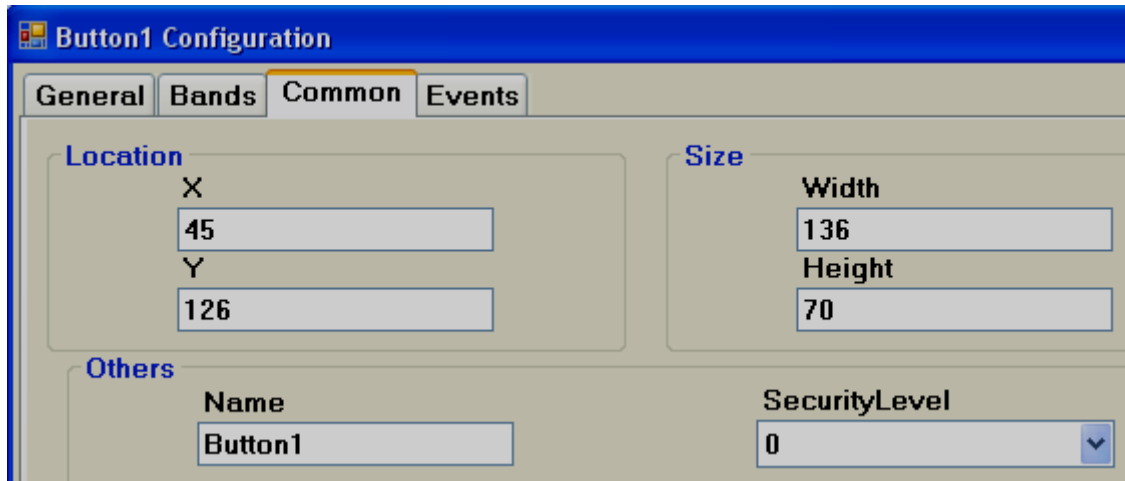 Button1 Configuration
General Bands Common Events
Location
X
45
Y
126
Size
Width
136
Height
70
Others
Name
Button1
SecurityLevel
0